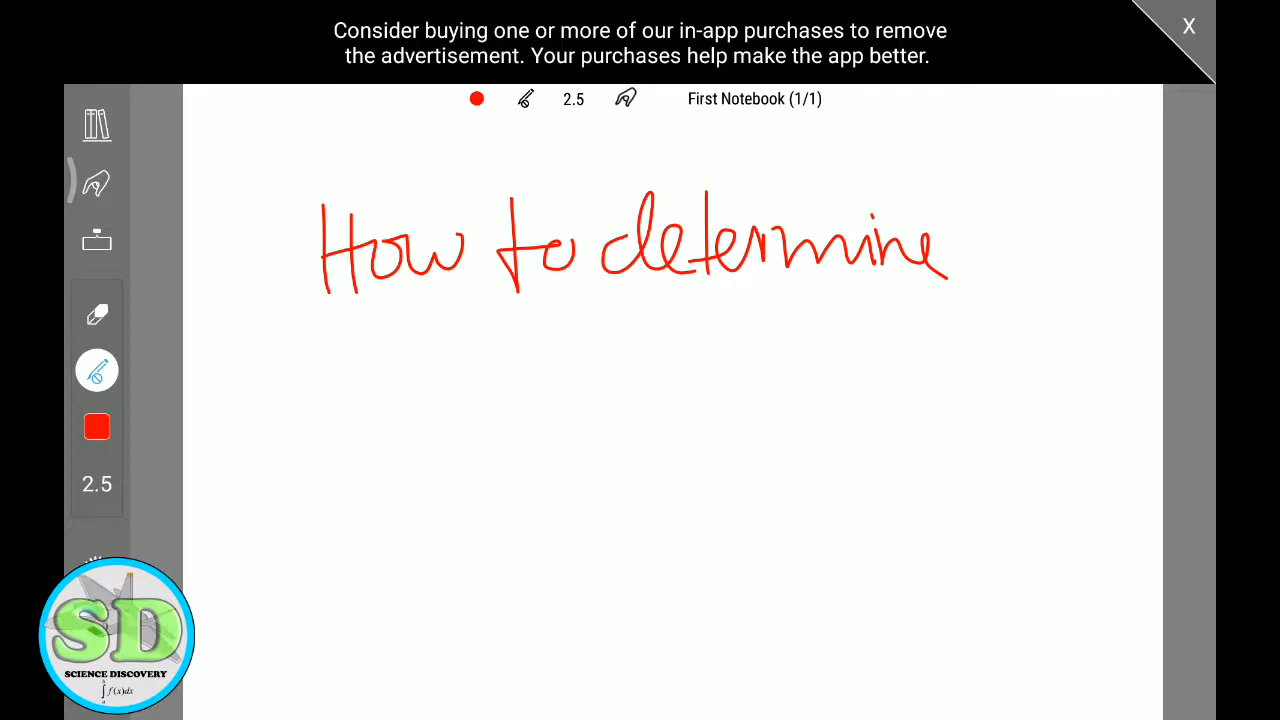 Consider buying one or more of our in-app purchases to remove
the advertisement. Your purchases help make the app better.
X
2.5
First Notebook (1/1)
How to determine
2.5
SD
SCIENCE DISCOVERY
∫f(x)dx